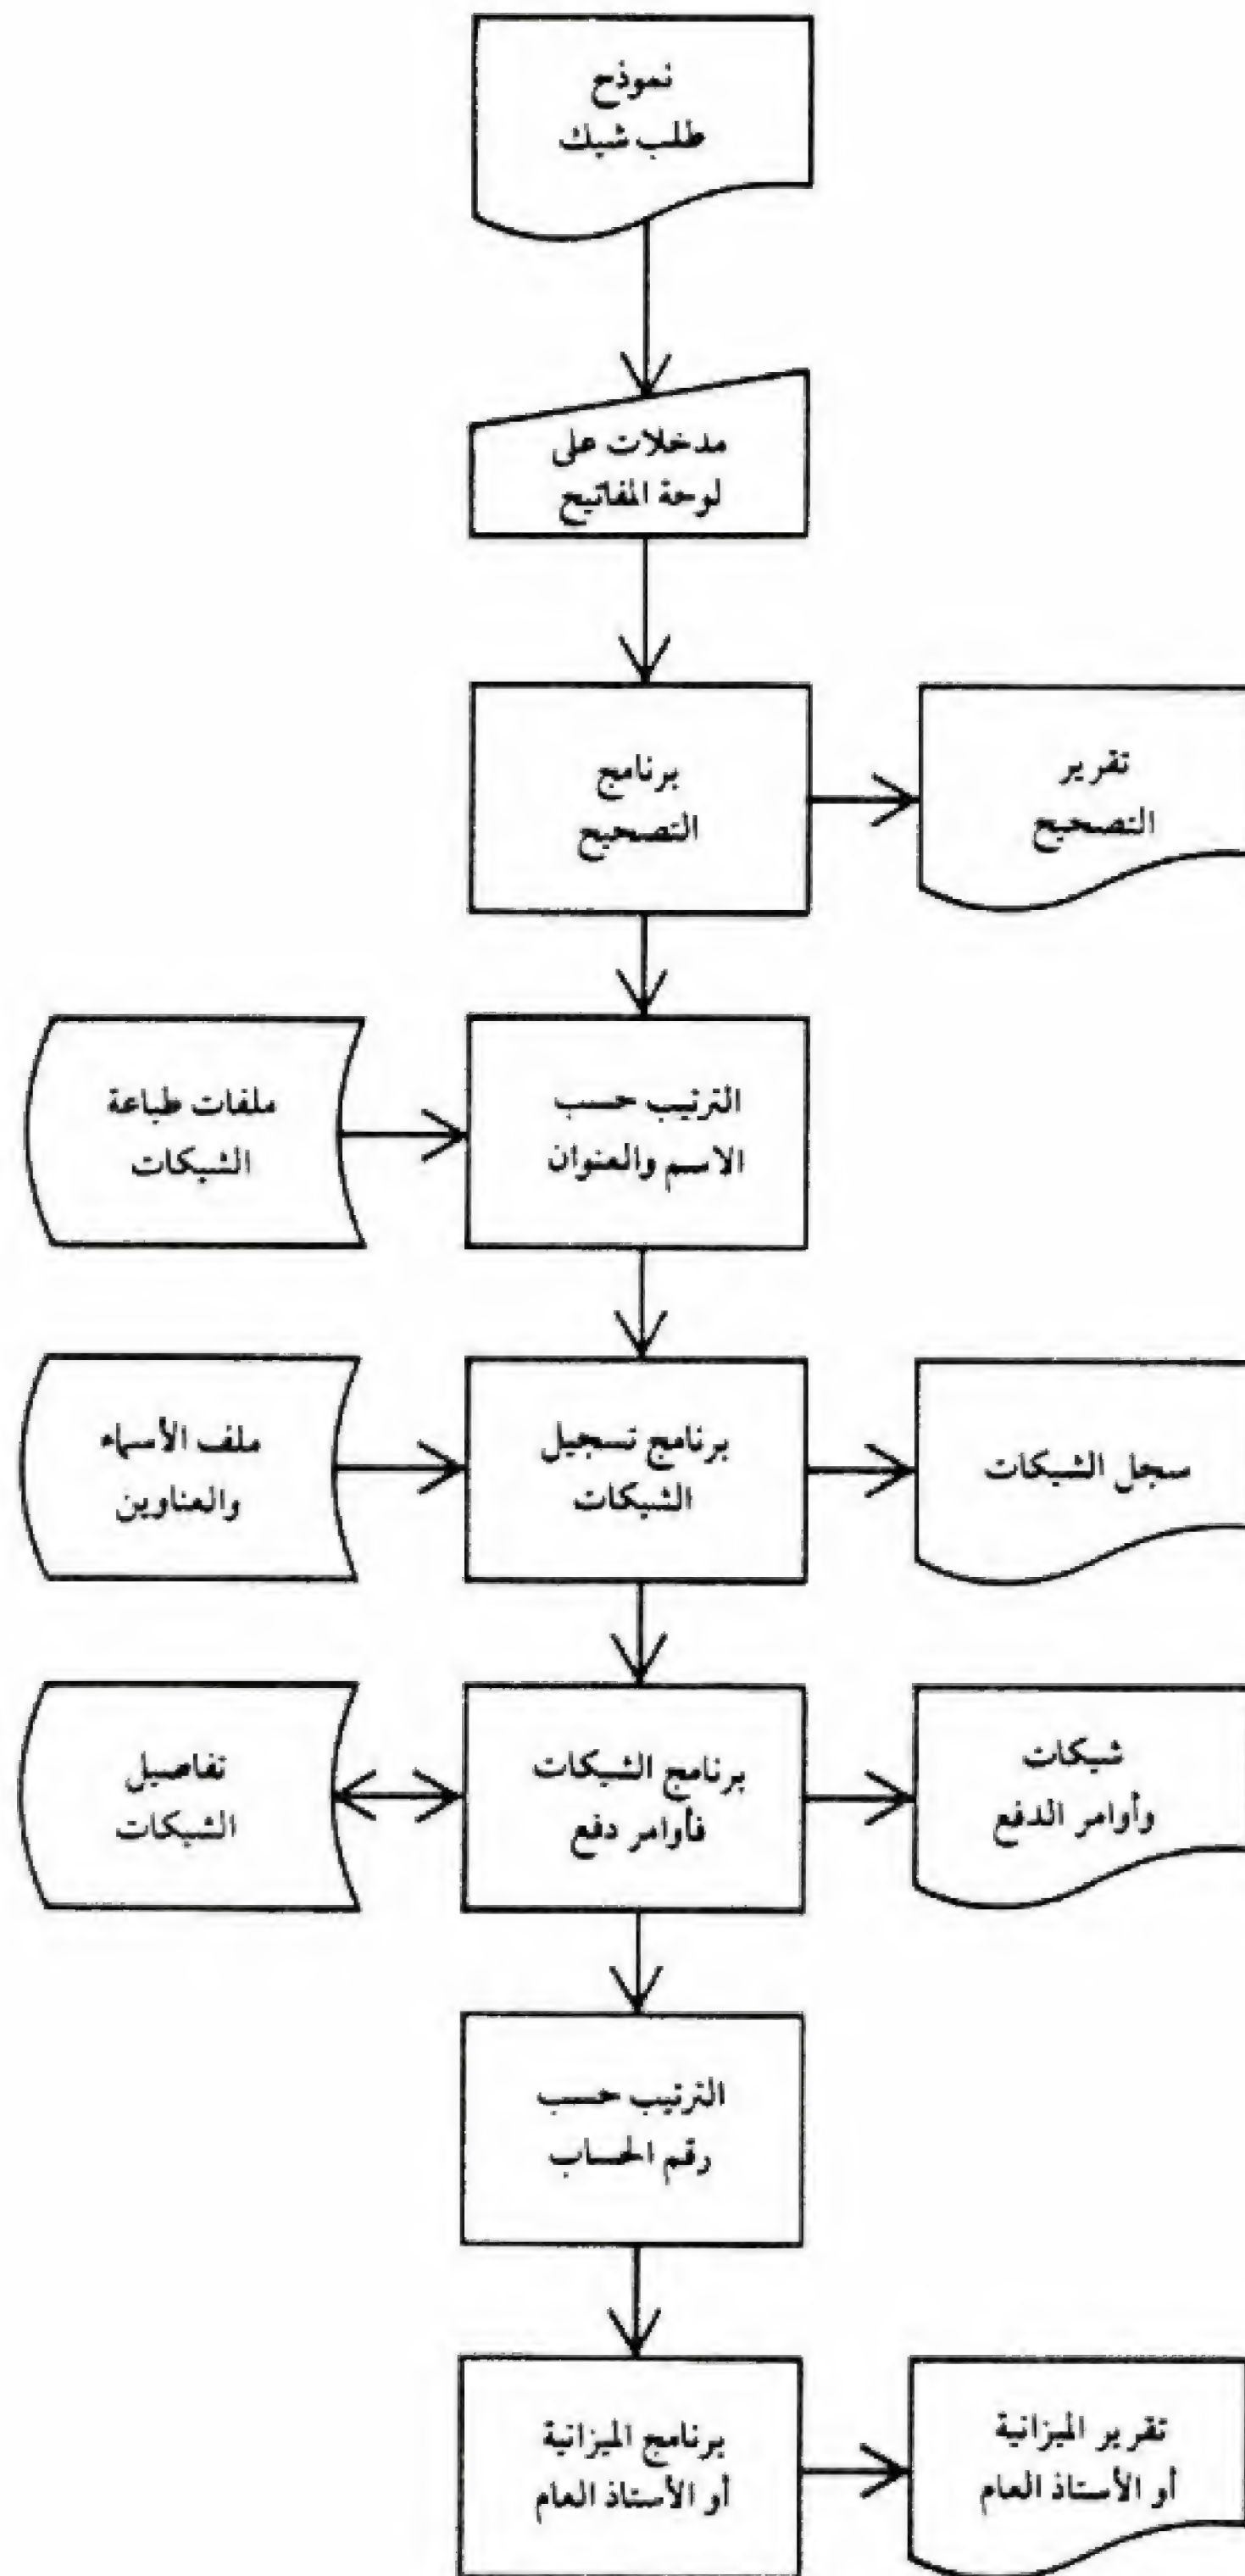 نموذج
طلب شيك
مدخلات على
لوحة المفاتيح
برنامج
التصحيح
تقرير
التصحيح
الترتيب حسب
الاسم والعنوان
ملفات طباعة
الشيكات
برنامج تسجيل
الشيكات
سجل الشيكات
ملف الأسماء
والعناوين
برنامج الشيكات
فأوامر دفع
شيكات
وأوامر الدفع
تفاصيل
الشيكات
الترتيب حسب
رقم الحساب
برنامج الميزانية
أو الأستاذ العام
تقرير الميزانية
أو الأستاذ العام